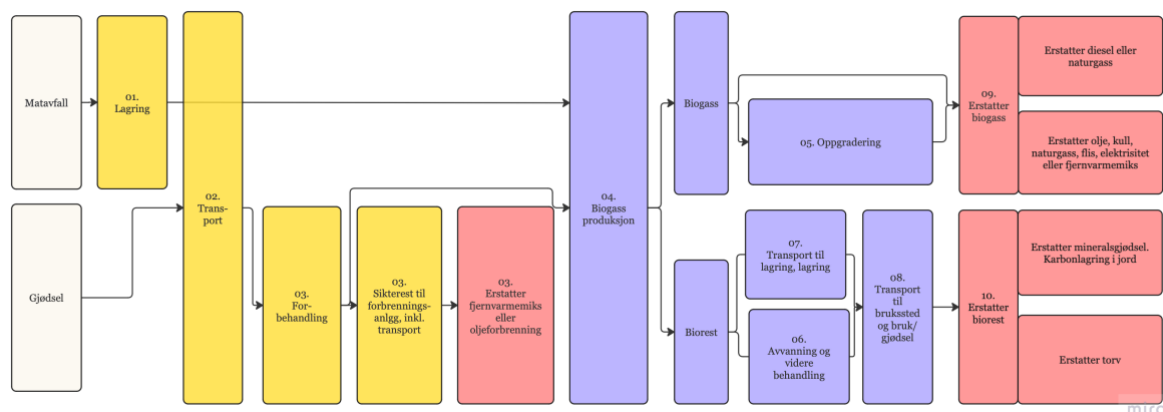 Matavfall
01.
Lagring
Gjødsel
02.
Trans-
port
03.
For-
behandling
03.
Sikterest til
forbrennings-
anlgg, inkl.
transport
03.
Erstatter
fjernvarmemiks
eller
oljeforbrenning
04.
Biogass
produksjon
Biogass
05. Oppgradering
Biorest
07.
Transport til
lagring, lagring
06.
Avvanning og
videre
behandling
08.
Transport
til
brukssted
og bruk/
gjødsel
09.
Erstatter
biogass
Erstatter diesel eller
naturgass
Erstatter olje, kull,
naturgass, flis, elektrisitet
eller fjernvarmemiks
10.
Erstatter
biorest
Erstatter mineralsgjødsel.
Karbonlagring i jord
Erstatter torv
miro